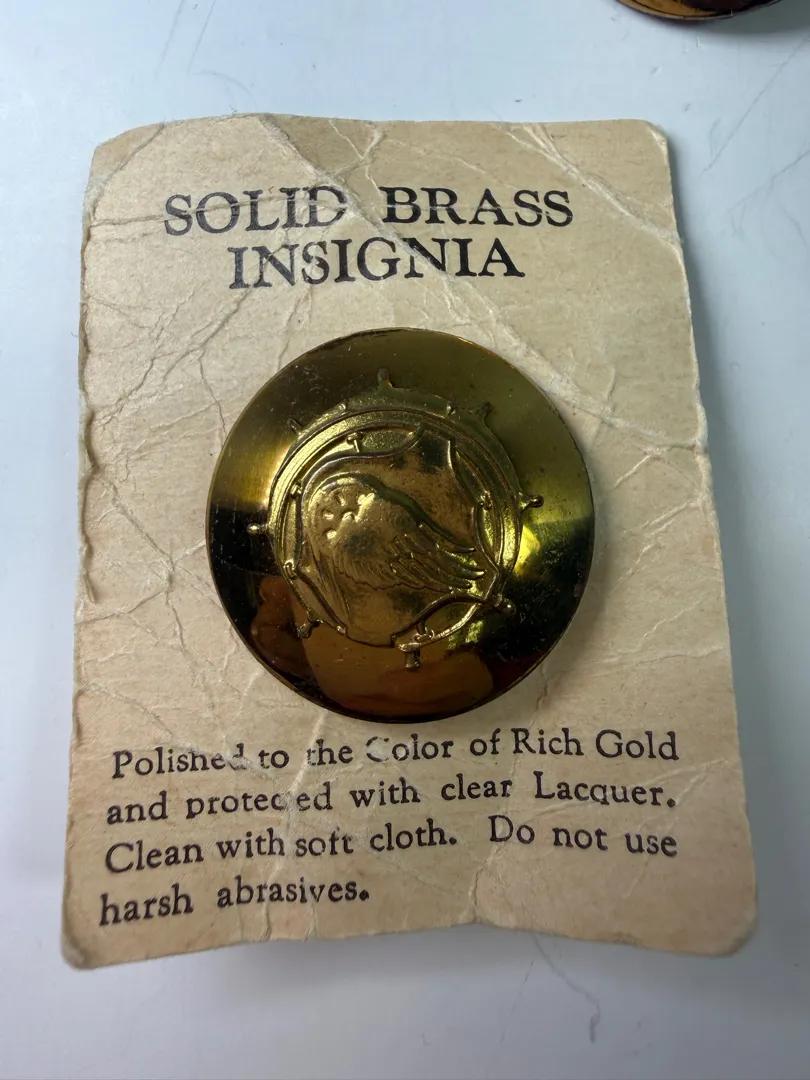 SOLID BRASS
INSIGNIA
Polished to the Color of Rich Gold
and protected with clear Lacquer.
Clean with soft cloth. Do not use
harsh abrasives.